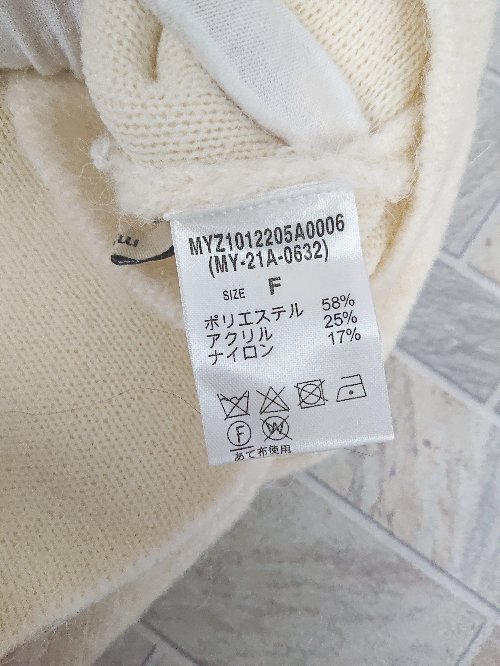 MYZ1012205A0006
(MY-21A-0632)
SIZE F
ポリエステル 58%
アクリル 25%
ナイロン 17%
F W
あて布使用